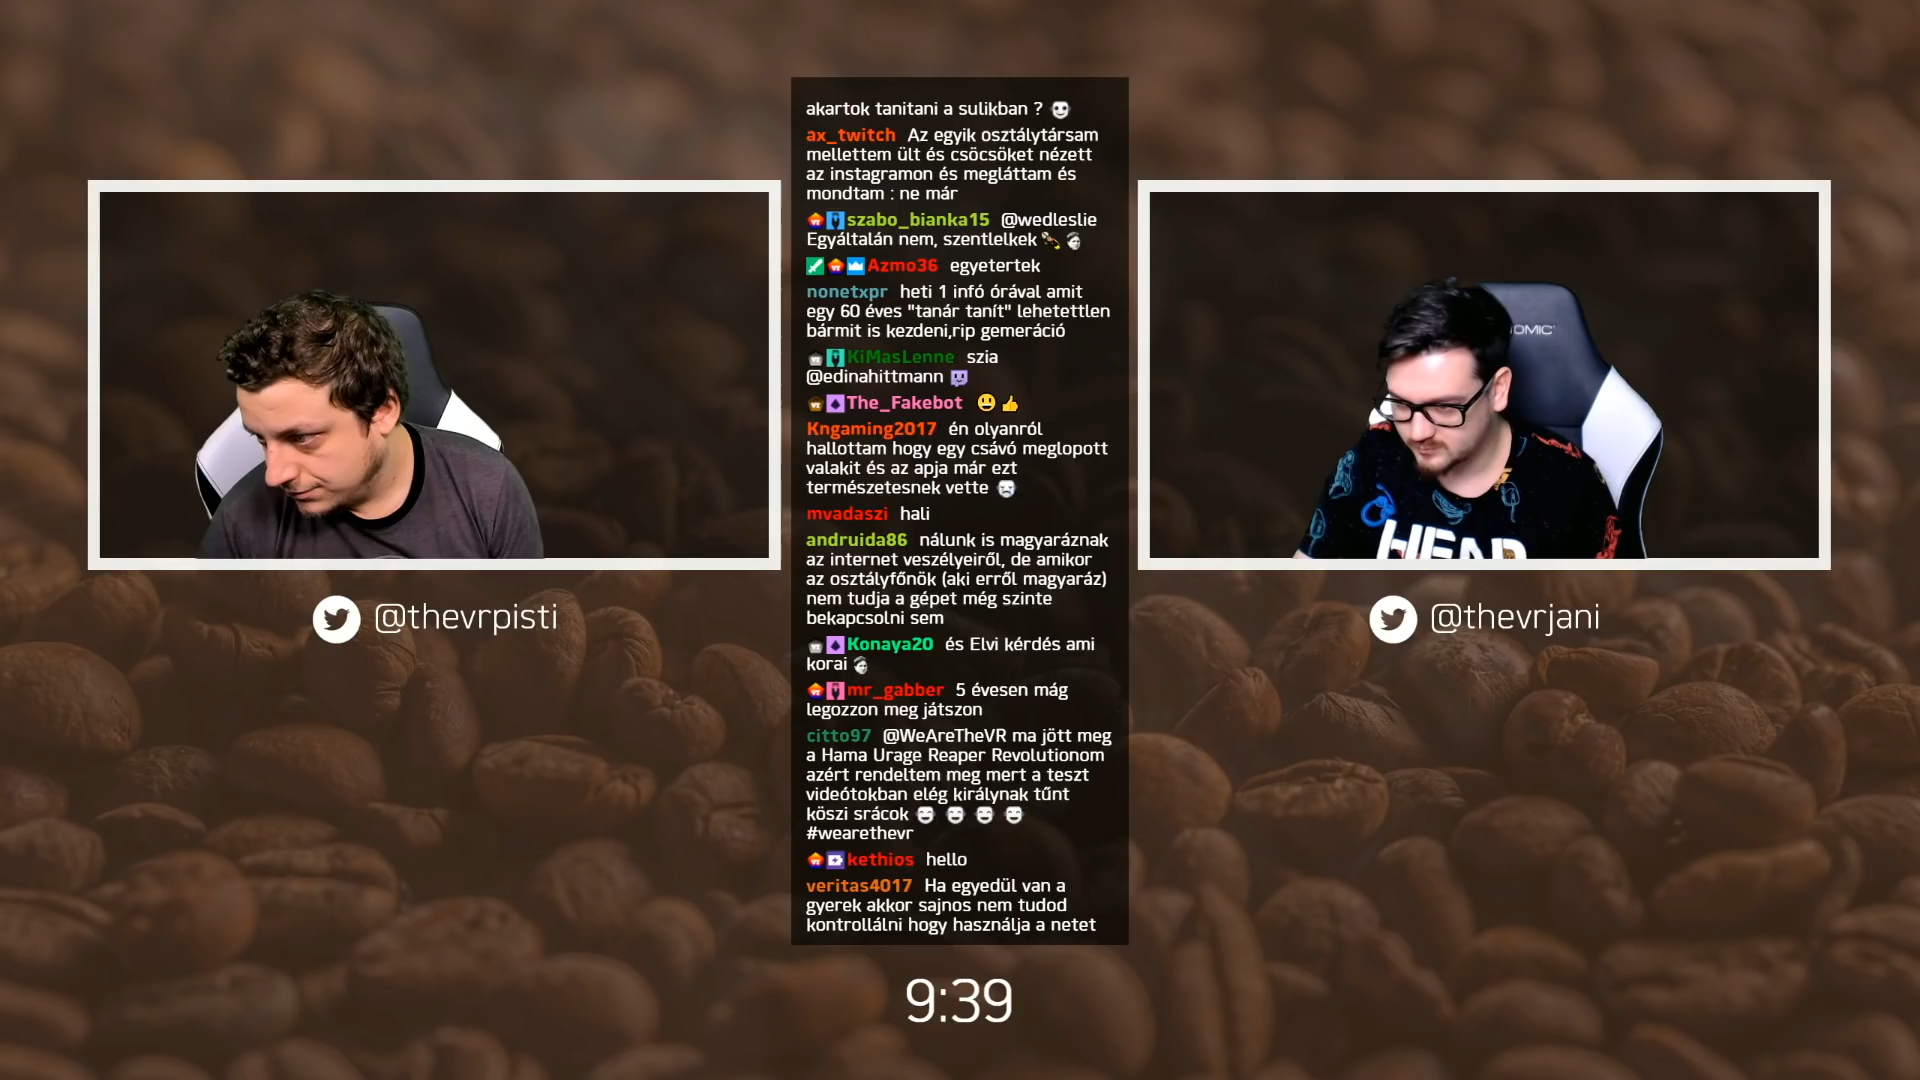 akartok tanitani a sulikban ?
ax_twitch Az egyik osztálytársam
mellettem ült és csöcsöket nézett
az instagramon és megláttam és
mondtam : ne már
szabo_bianka15 @wedleslie
Egyáltalán nem, szentlelkek
Azmo36 egyetertek
nonetxpr heti 1 infó órával amit
egy 60 éves "tanár tanít" lehetettlen
bármit is kezdeni,rip gemeráció
KiMasLenne szia
@edinahittmann
The_Fakebot 😃 👍
Kngaming2017 én olyanról
hallottam hogy egy csávó meglopott
valakit és az apja már ezt
természetesnek vette
mvadaszi hali
andruida86 nálunk is magyaráznak
az internet veszélyeiről, de amikor
az osztályfőnök (aki erről magyaráz)
nem tudja a gépet még szinte
bekapcsolni sem
Konaya20 és Elvi kérdés ami
korai
mr_gabber 5 évesen mág
legozzon meg játszon
citto97 @WeAreTheVR ma jött meg
a Hama Urage Reaper Revolutionom
azért rendeltem meg mert a teszt
videótokban elég királynak tűnt
köszi srácok
#wearethevr
kethios hello
veritas4017 Ha egyedül van a
gyerek akkor sajnos nem tudod
kontrollálni hogy használja a netet
@thevrpisti
@thevrjani
HEAD
9:39